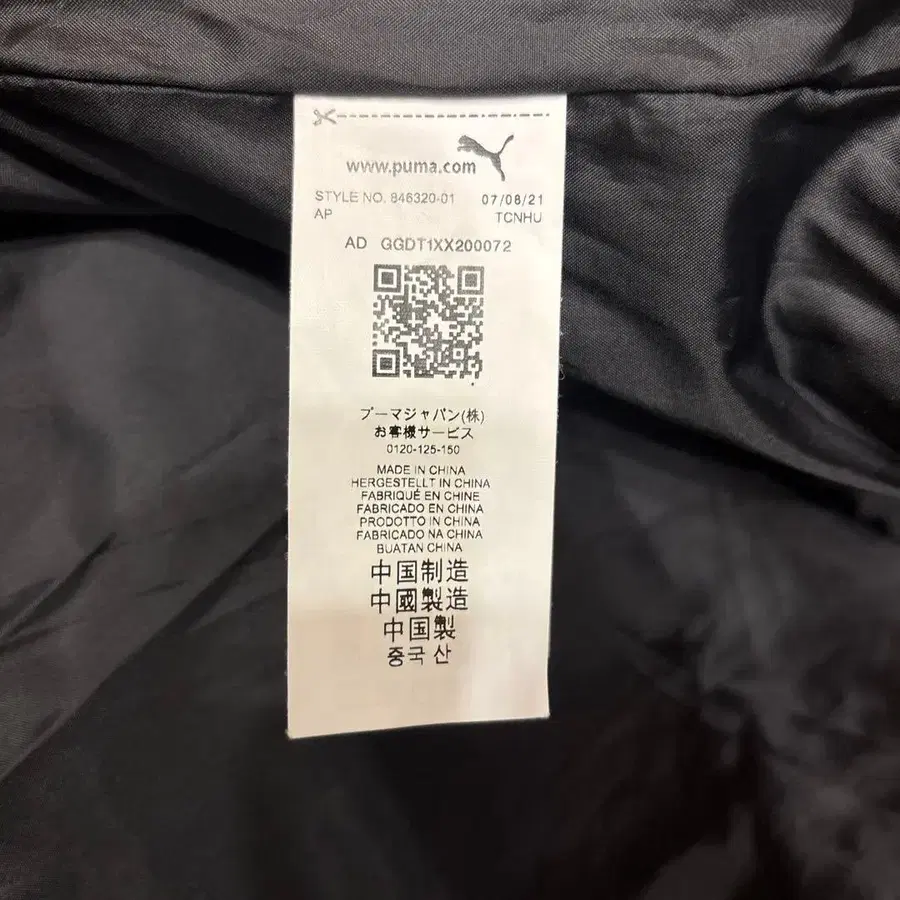 www.puma.com
STYLE NO. 846320-01 07/08/21
AP TCNHU
AD GGDT1XX200072
プーマジャパン(株)
お客様サービス
0120-125-150
MADE IN CHINA
HERGESTELLT IN CHINA
FABRIQUÉ EN CHINE
FABRICADO EN CHINA
PRODOTTO IN CHINA
FABRICADO NA CHINA
BUATAN CHINA
中国制造
中國製造
中国製
중국 산